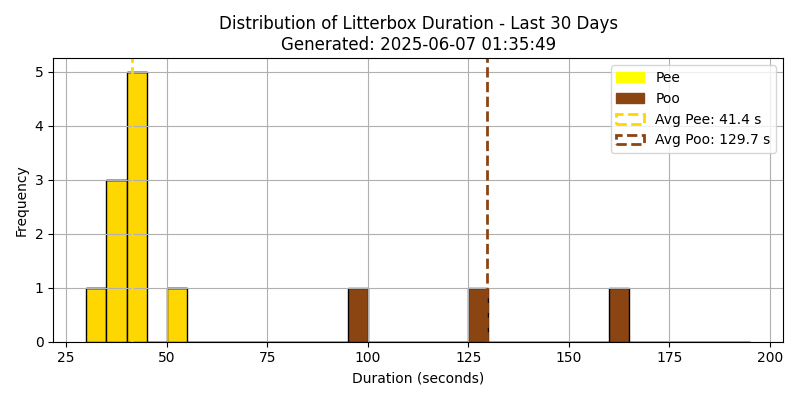 Distribution of Litterbox Duration - Last 30 Days
Generated: 2025-06-07 01:35:49
Pee
Poo
Avg Pee: 41.4 s
Avg Poo: 129.7 s
Frequency
5
4
3
2
1
0
25 50 75 100 125 150 175 200
Duration (seconds)